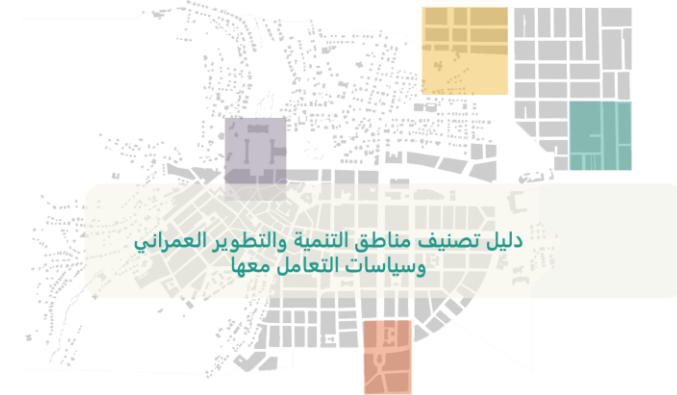 دليل تصنيف مناطق التنمية والتطوير العمراني
وسياسات التعامل معها